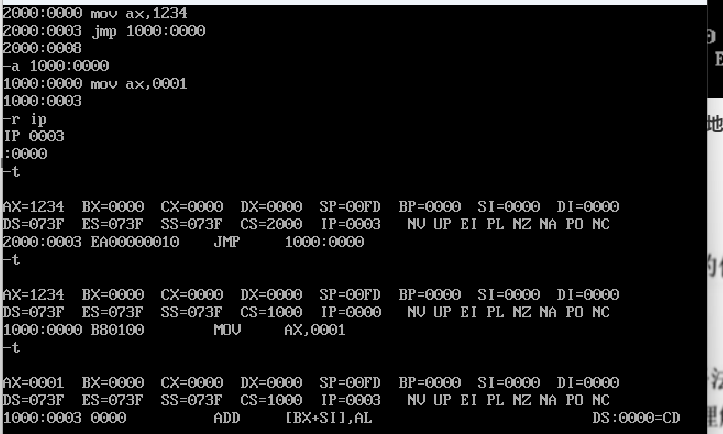 2000:0000 mov ax,1234
2000:0003 jmp 1000:0000
2000:0008
-a 1000:0000
1000:0000 mov ax,0001
1000:0003
-r ip
IP 0003
:0000
-t
AX=1234  BX=0000  CX=0000  DX=0000  SP=00FD  BP=0000  SI=0000  DI=0000
DS=073F  ES=073F  SS=073F  CS=2000  IP=0003   NV UP EI PL NZ NA PO NC
2000:0003 EA00000010    JMP     1000:0000
-t
AX=1234  BX=0000  CX=0000  DX=0000  SP=00FD  BP=0000  SI=0000  DI=0000
DS=073F  ES=073F  SS=073F  CS=1000  IP=0000   NV UP EI PL NZ NA PO NC
1000:0000 B80100        MOV     AX,0001
-t
AX=0001  BX=0000  CX=0000  DX=0000  SP=00FD  BP=0000  SI=0000  DI=0000
DS=073F  ES=073F  SS=073F  CS=1000  IP=0003   NV UP EI PL NZ NA PO NC
1000:0003 0000          ADD     [BX+SI],AL                         DS:0000=CD
地